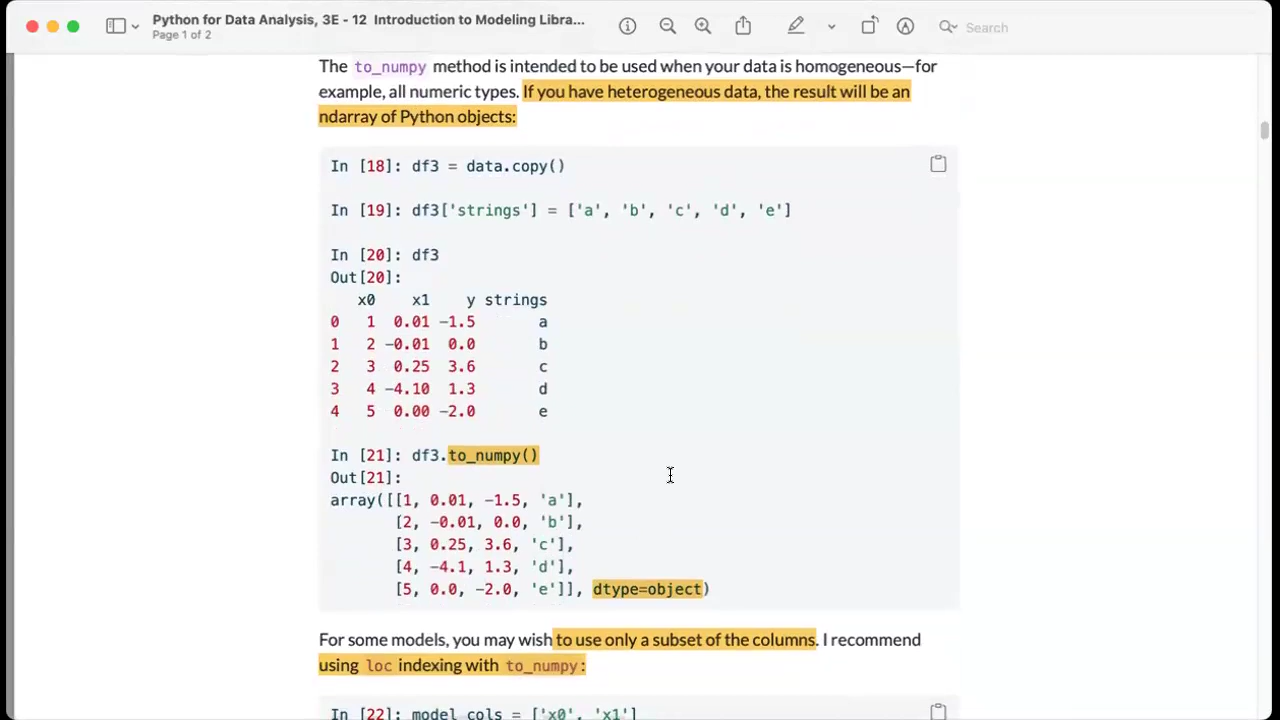 Python for Data Analysis, 3E - 12 Introduction to Modeling Libra...
Page 1 of 2
Search
The to_numpy method is intended to be used when your data is homogeneous—for
example, all numeric types. If you have heterogeneous data, the result will be an
ndarray of Python objects:
In [18]: df3 = data.copy()
In [19]: df3['strings'] = ['a', 'b', 'c', 'd', 'e']
In [20]: df3
Out[20]:
   x0    x1    y strings
0   1  0.01 -1.5       a
1   2 -0.01  0.0       b
2   3  0.25  3.6       c
3   4 -4.10  1.3       d
4   5  0.00 -2.0       e
In [21]: df3.to_numpy()
Out[21]:
array([[1, 0.01, -1.5, 'a'],
       [2, -0.01, 0.0, 'b'],
       [3, 0.25, 3.6, 'c'],
       [4, -4.1, 1.3, 'd'],
       [5, 0.0, -2.0, 'e']], dtype=object)
For some models, you may wish to use only a subset of the columns. I recommend
using loc indexing with to_numpy:
In [22]: model_cols = ['x0', 'x1']